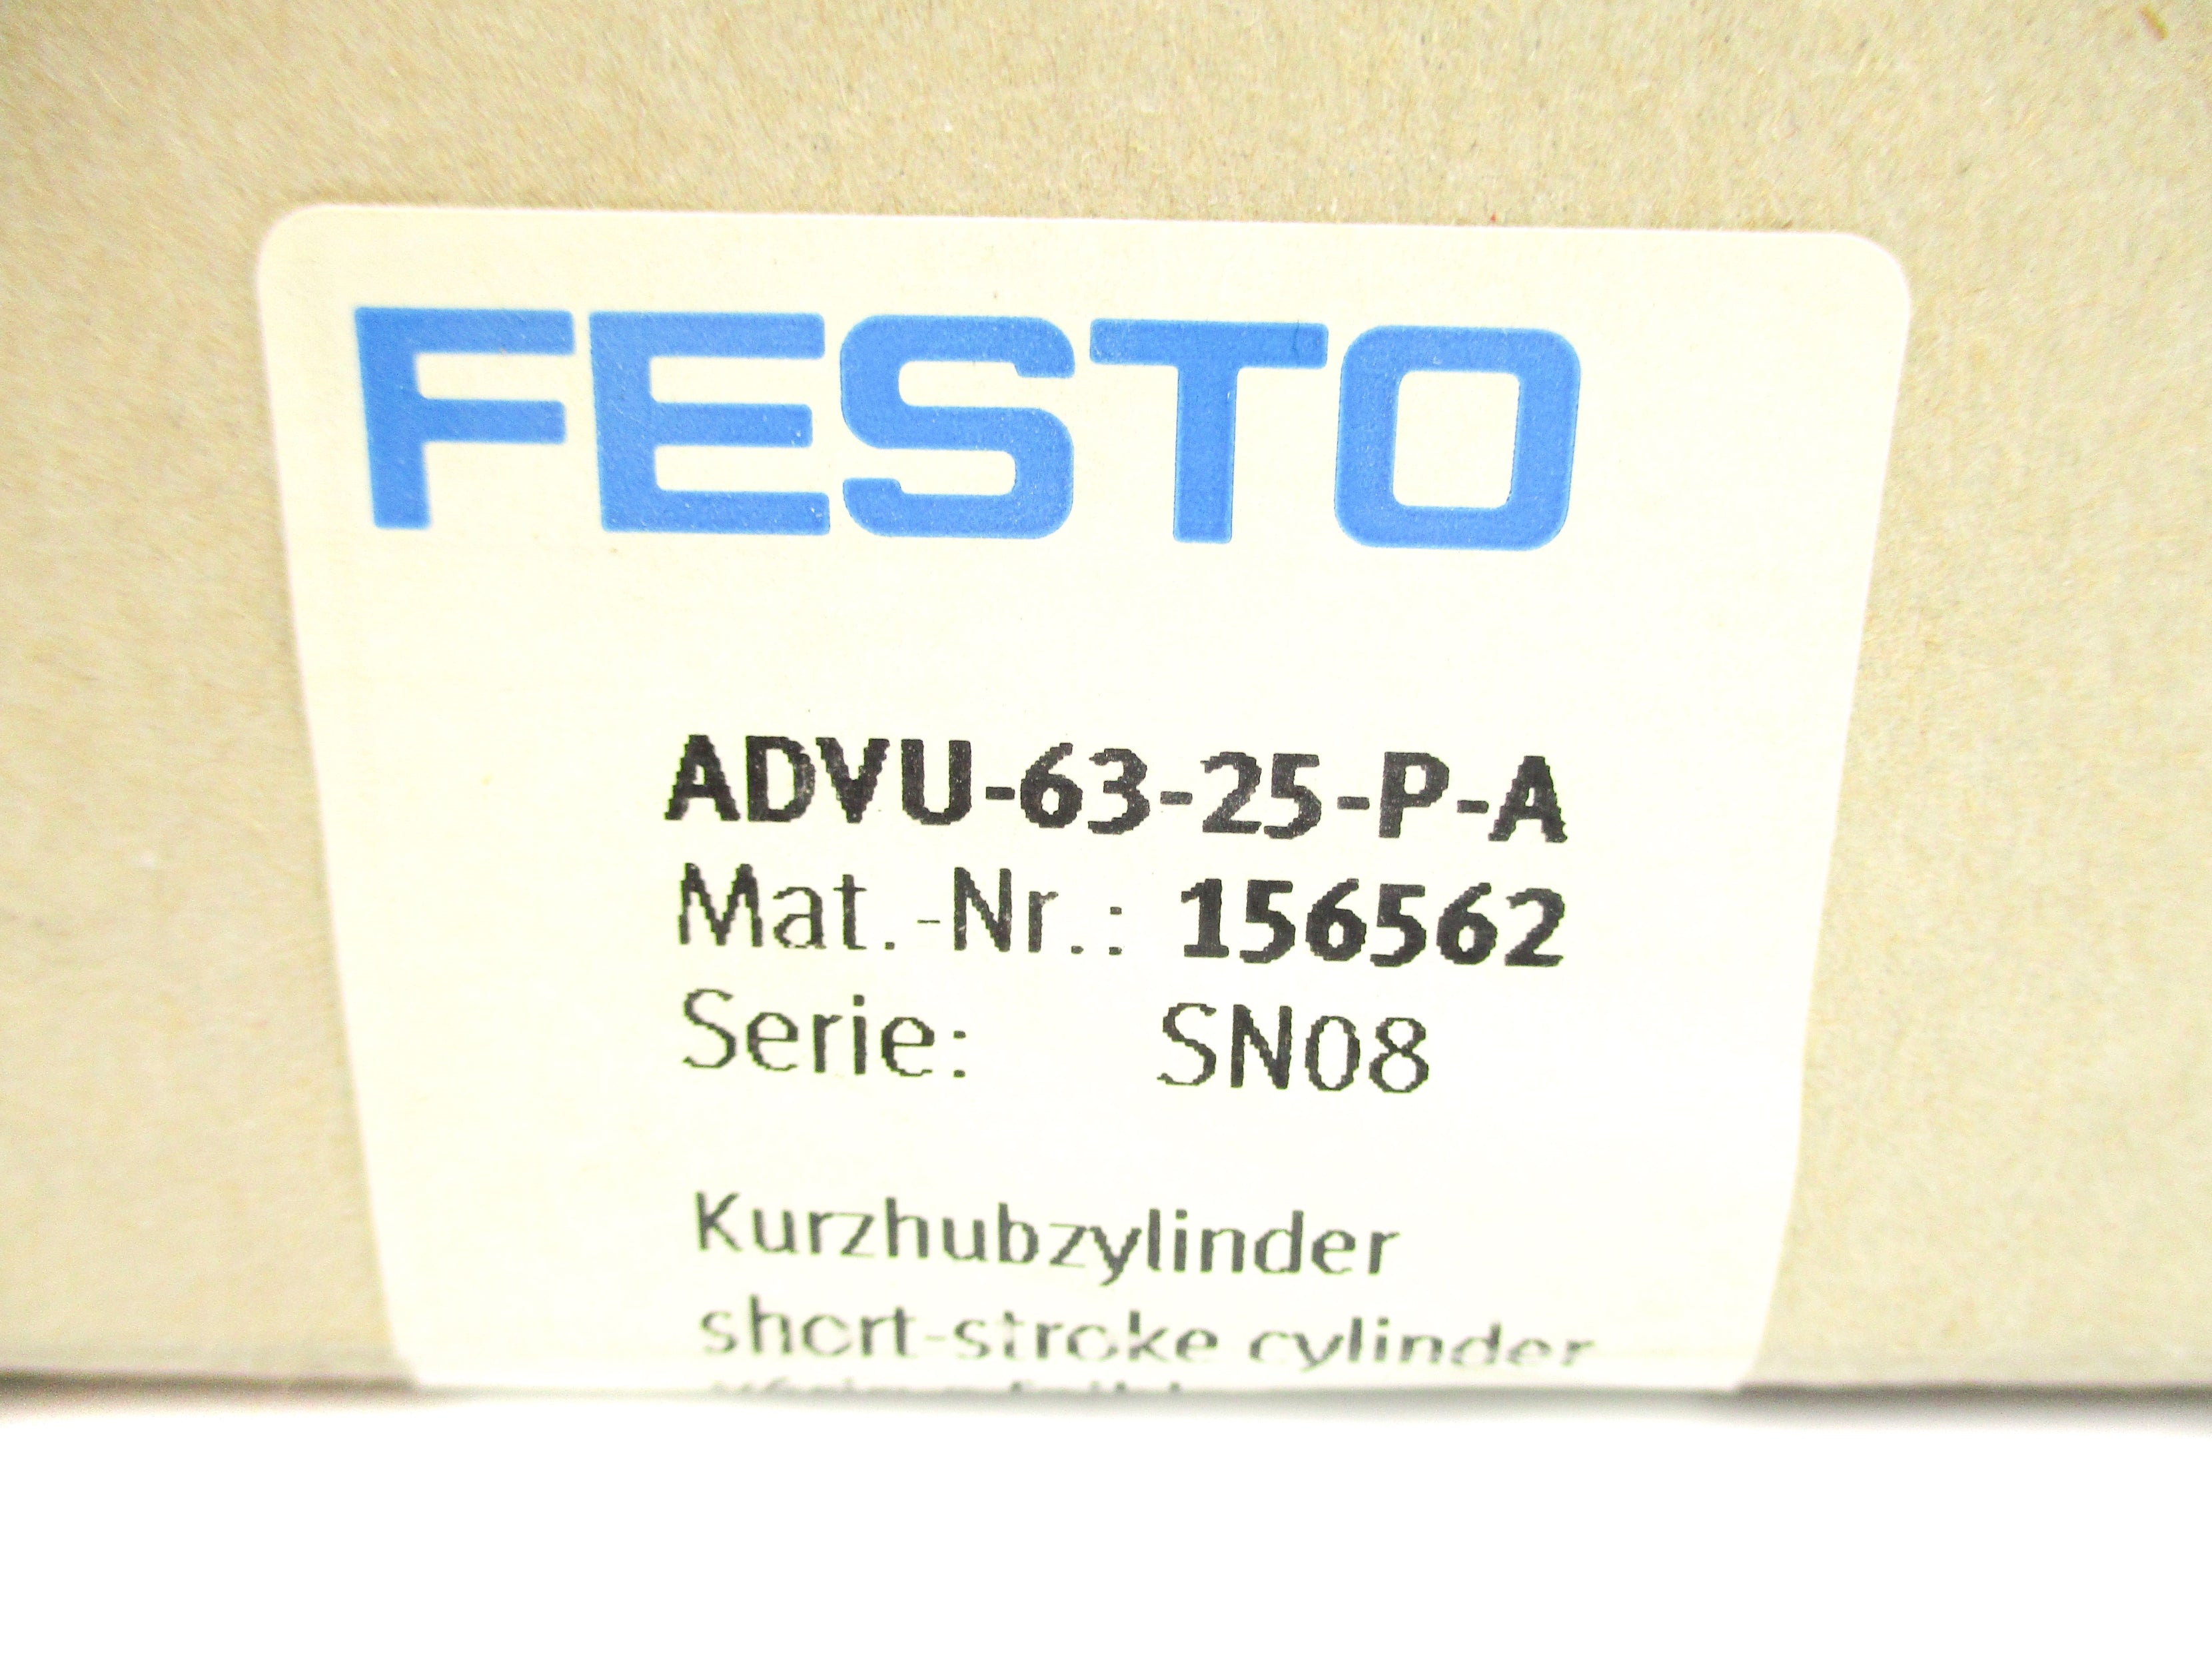 FESTO
ADVU-63-25-P-A
Mat.-Nr.: 156562
Serie: SN08
Kurzhubzylinder
short-stroke cylinder